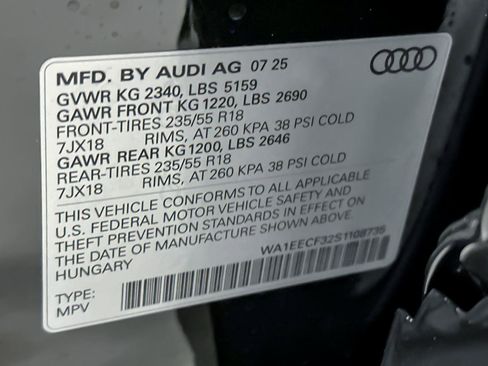 MFD. BY AUDI AG 07 25
GVWR KG 2340, LBS 5159
GAWR FRONT KG 1220, LBS 2690
FRONT-TIRES 235/55 R18
7JX18 RIMS, AT 260 KPA 38 PSI COLD
GAWR REAR KG 1200, LBS 2646
REAR-TIRES 235/55 R18
7JX18 RIMS, AT 260 KPA 38 PSI COLD
THIS VEHICLE CONFORMS TO ALL APPLICABLE
U.S. FEDERAL MOTOR VEHICLE SAFETY AND
THEFT PREVENTION STANDARDS IN EFFECT ON
THE DATE OF MANUFACTURE SHOWN ABOVE.
HUNGARY
WA1EECF32S1108735
TYPE:
MPV